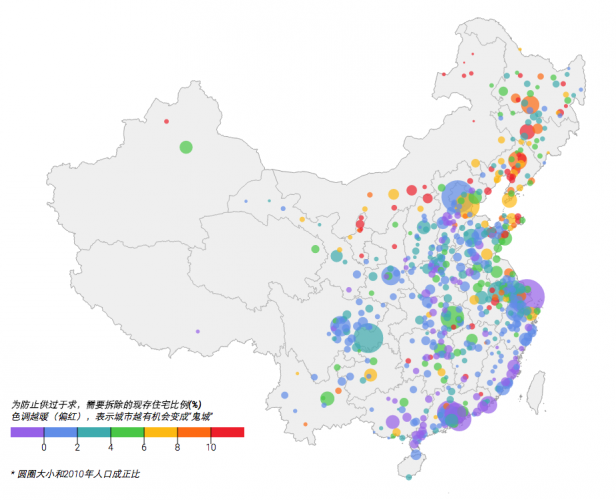 为防止供过于求，需要拆除的现存住宅比例(%)
色调越暖（偏红），表示城市越有机会变成"鬼城"
0 2 4 6 8 10
* 圆圈大小和2010年人口成正比